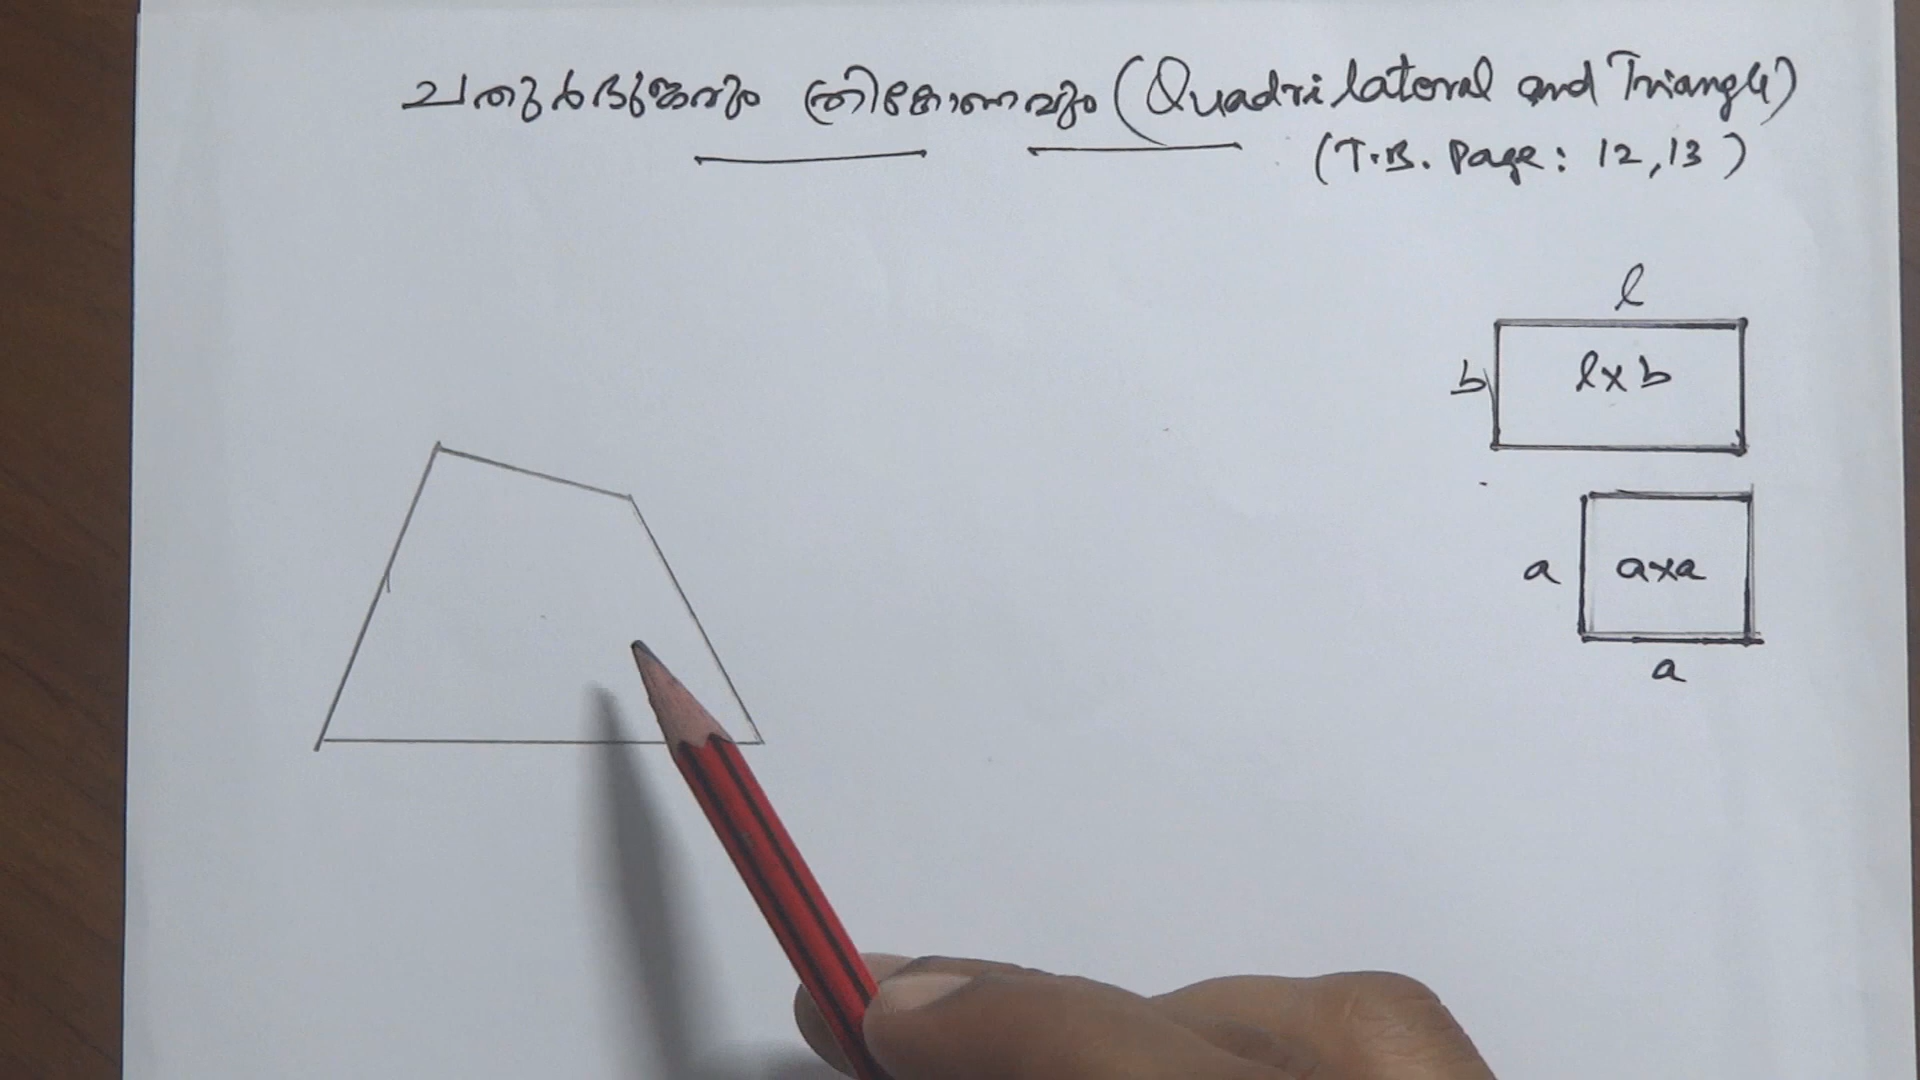 ചതുർഭുജവും ത്രികോണവും (Quadrilateral and Triangle)
(T.B. Page: 12,13)
l
b
l×b
a
a×a
a